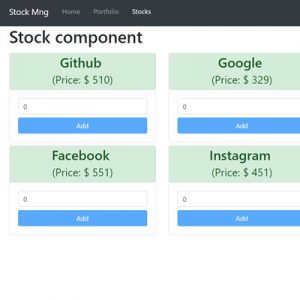 Stock Mng Home Portfolio Stocks
Stock component
Github
(Price: $ 510)
0
Add
Google
(Price: $ 329)
0
Add
Facebook
(Price: $ 551)
0
Add
Instagram
(Price: $ 451)
0
Add